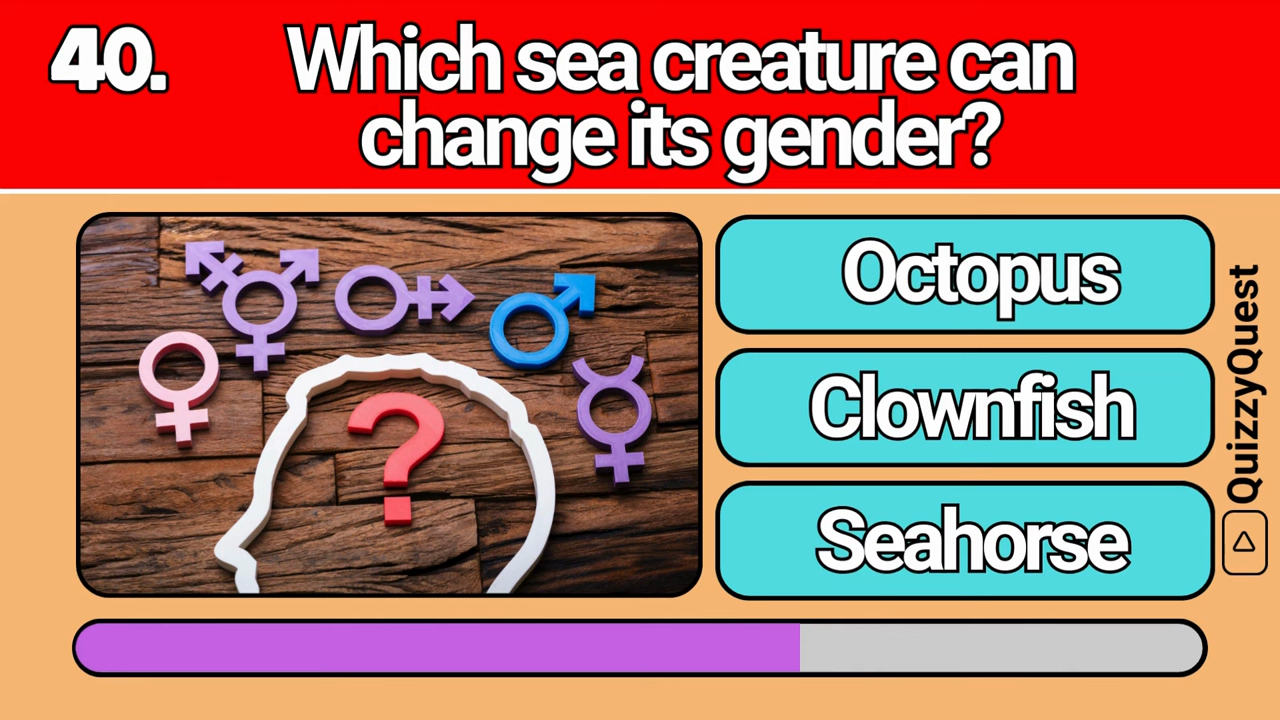 40.
Which sea creature can
change its gender?
Octopus
Clownfish
Seahorse
QuizzyQuest